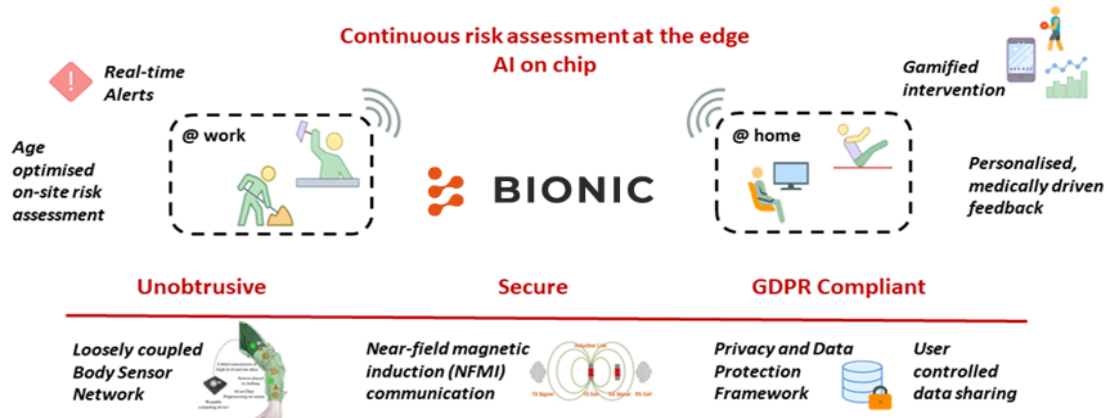 Continuous risk assessment at the edge
AI on chip
Real-time
Alerts
Gamified
intervention
@ work
@ home
Age
optimised
on-site risk
assessment
BIONIC
Personalised,
medically driven
feedback
Unobtrusive
Secure
GDPR Compliant
Loosely coupled
Body Sensor
Network
Near-field magnetic
induction (NFMI)
communication
Inductive Link
Privacy and Data
Protection
Framework
User
controlled
data sharing